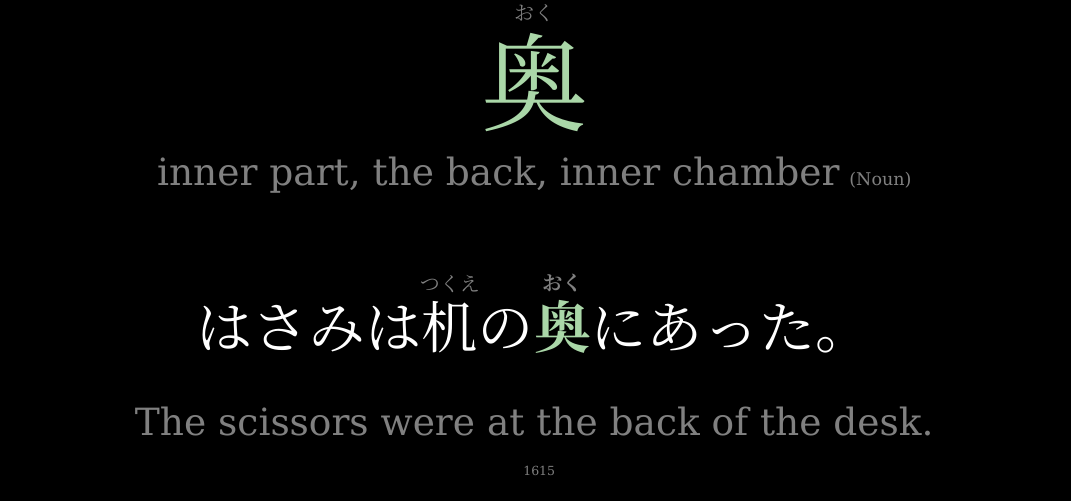 おく
奥
inner part, the back, inner chamber (Noun)
つくえ おく
はさみは机の奥にあった。
The scissors were at the back of the desk.
1615